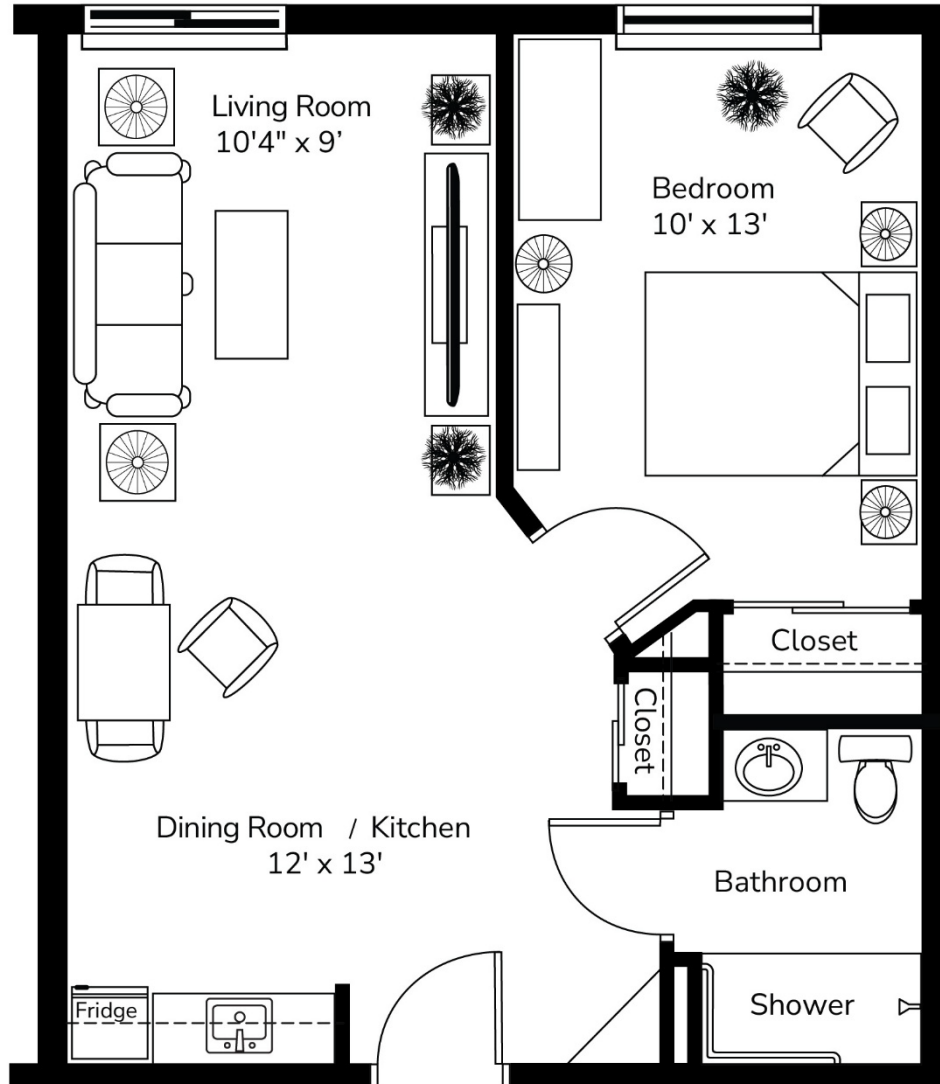 Living Room
10'4" x 9’
Bedroom
10' x 13'
Closet
Closet
Dining Room / Kitchen
12' x 13'
Bathroom
Fridge
Shower